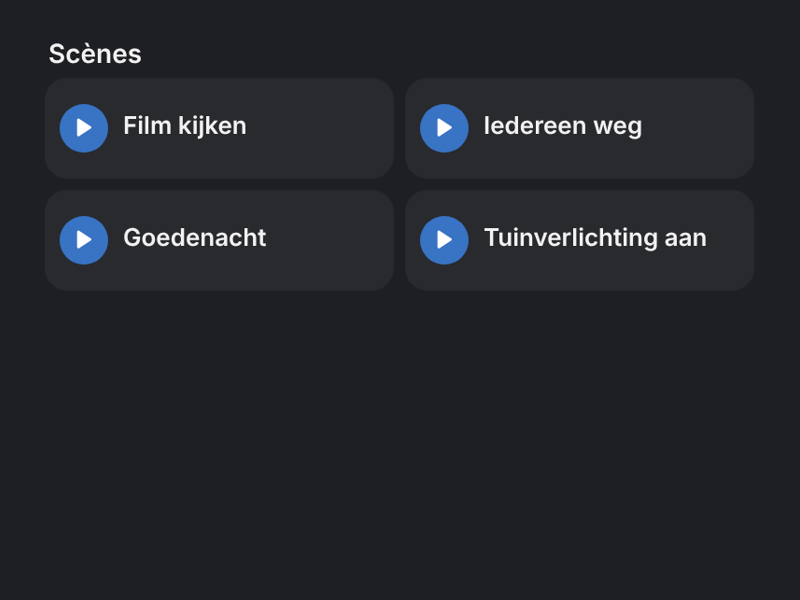 Scènes
Film kijken
Iedereen weg
Goedenacht
Tuinverlichting aan